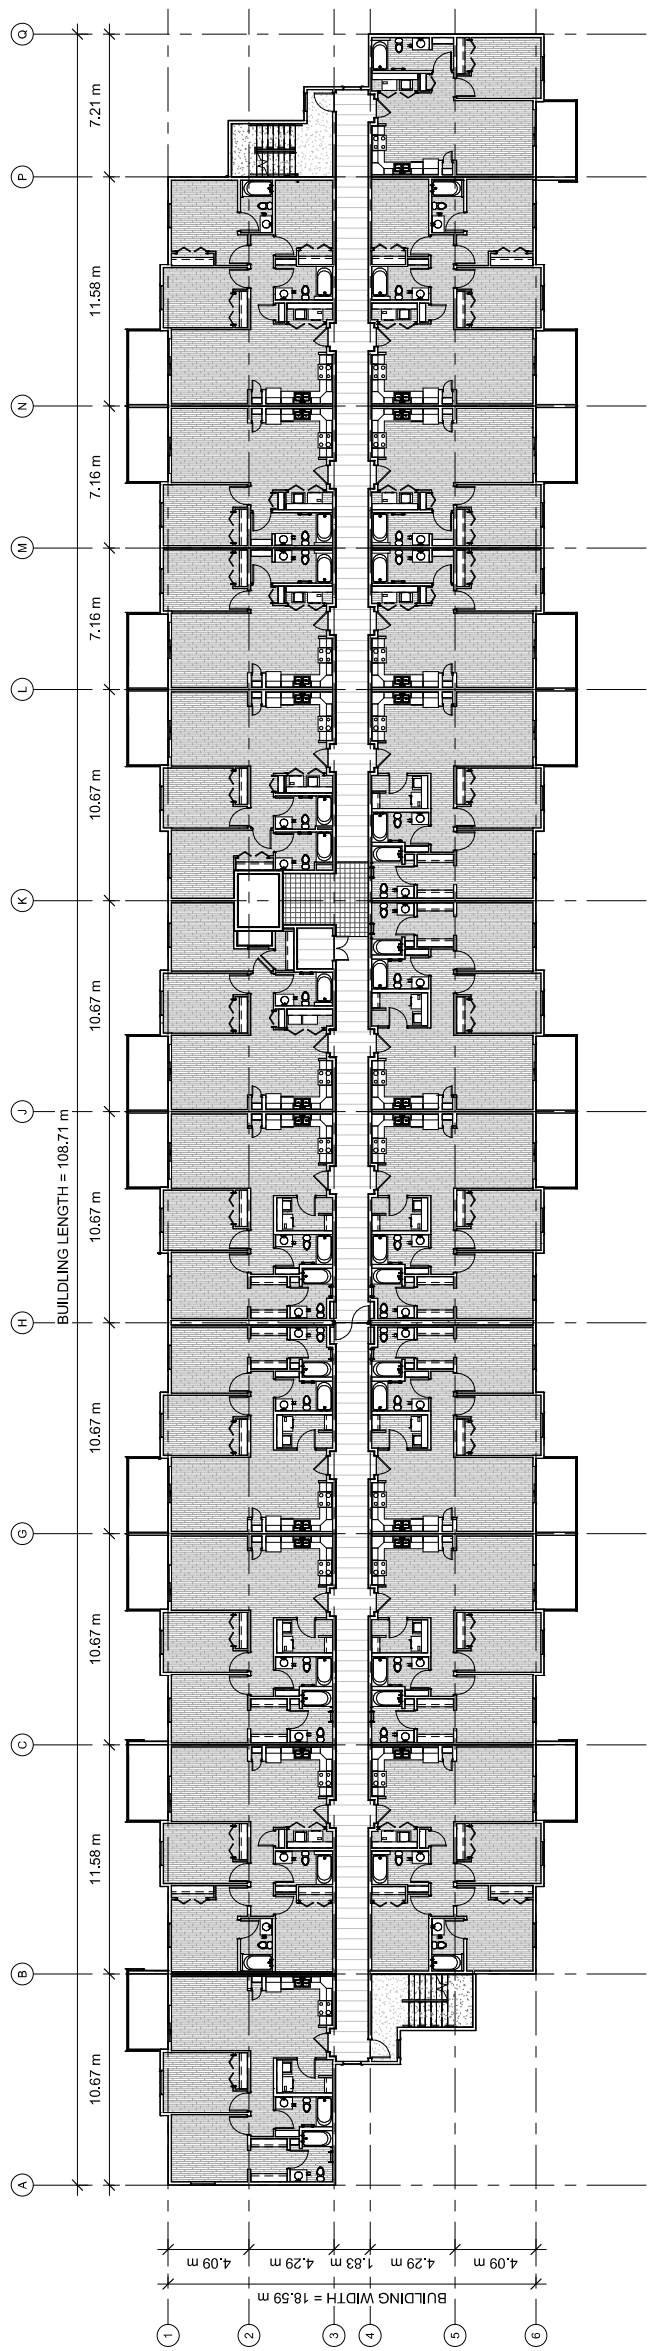 Q
7.21 m
P
11.58 m
N
7.16 m
M
7.16 m
L
10.67 m
K
10.67 m
J
BUILDLING LENGTH = 108.71 m
10.67 m
H
10.67 m
G
10.67 m
C
11.58 m
B
10.67 m
A
4.09 m
4.29 m
1.83 m
4.29 m
4.09 m
BUILDING WIDTH = 18.59 m
1
2
3
4
5
6